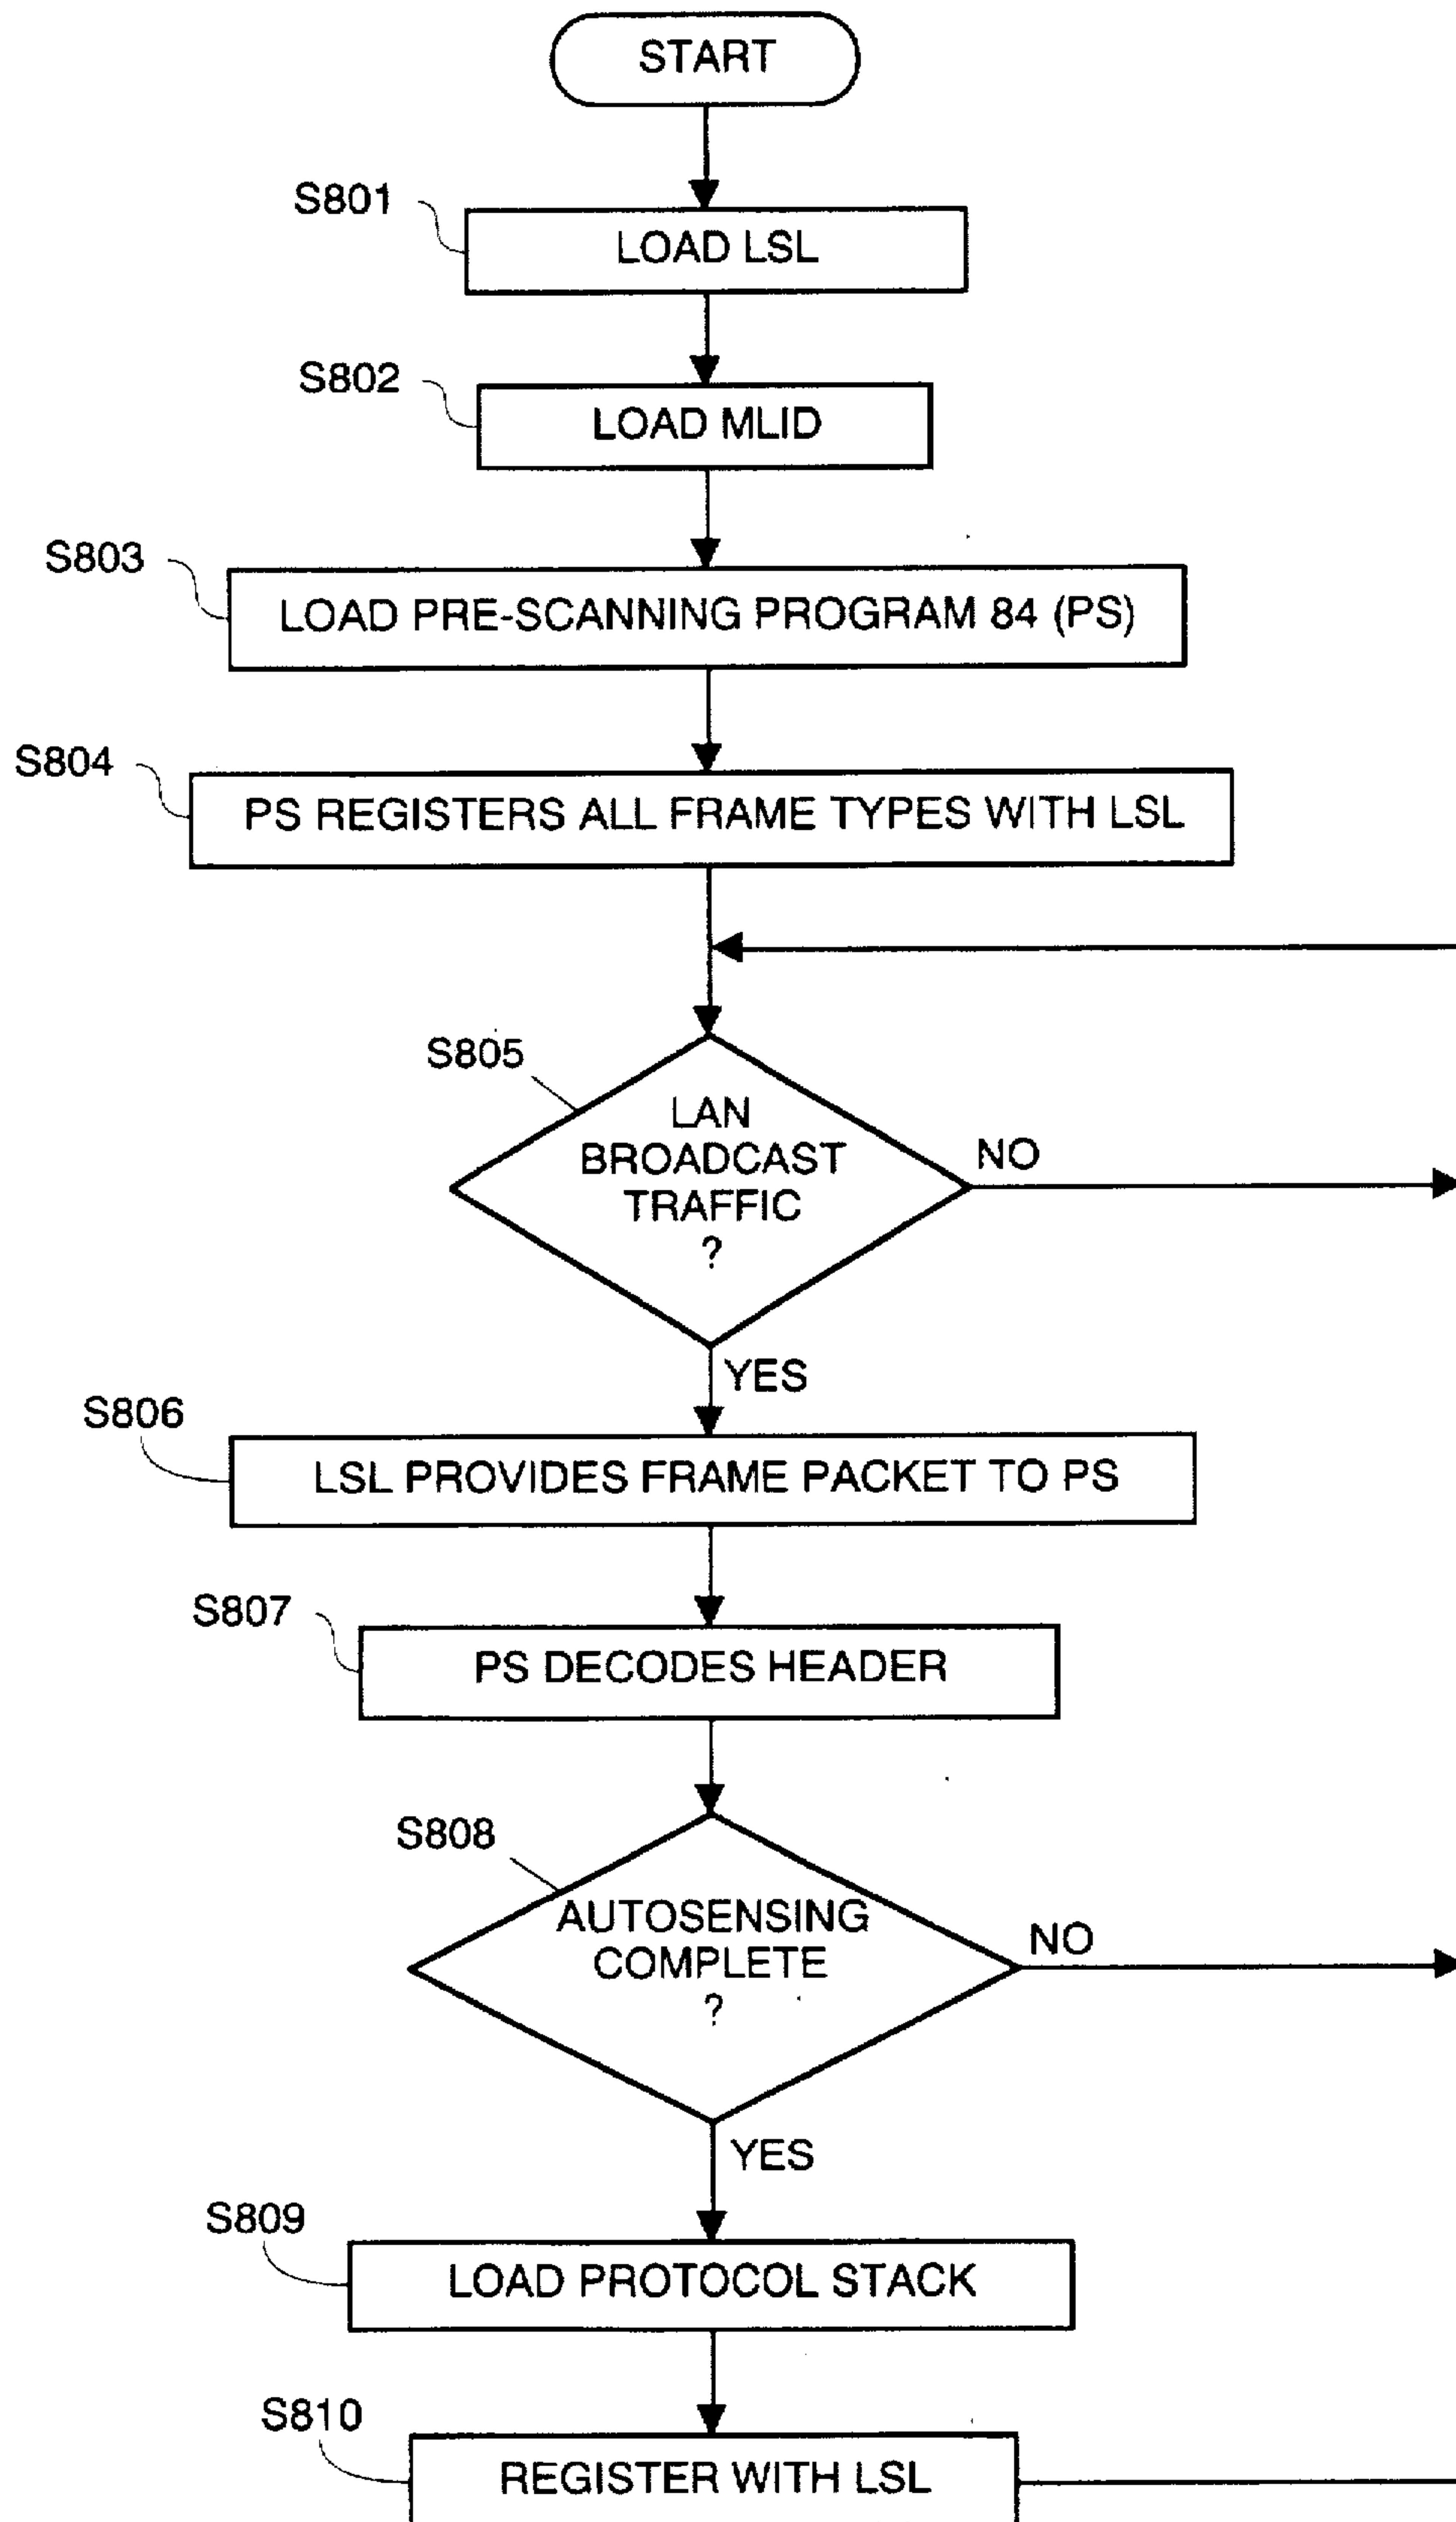 START
S801
LOAD LSL
S802
LOAD MLID
S803
LOAD PRE-SCANNING PROGRAM 84 (PS)
S804
PS REGISTERS ALL FRAME TYPES WITH LSL
S805
LAN
BROADCAST
TRAFFIC
?
NO
YES
S806
LSL PROVIDES FRAME PACKET TO PS
S807
PS DECODES HEADER
S808
AUTOSENSING
COMPLETE
?
NO
YES
S809
LOAD PROTOCOL STACK
S810
REGISTER WITH LSL